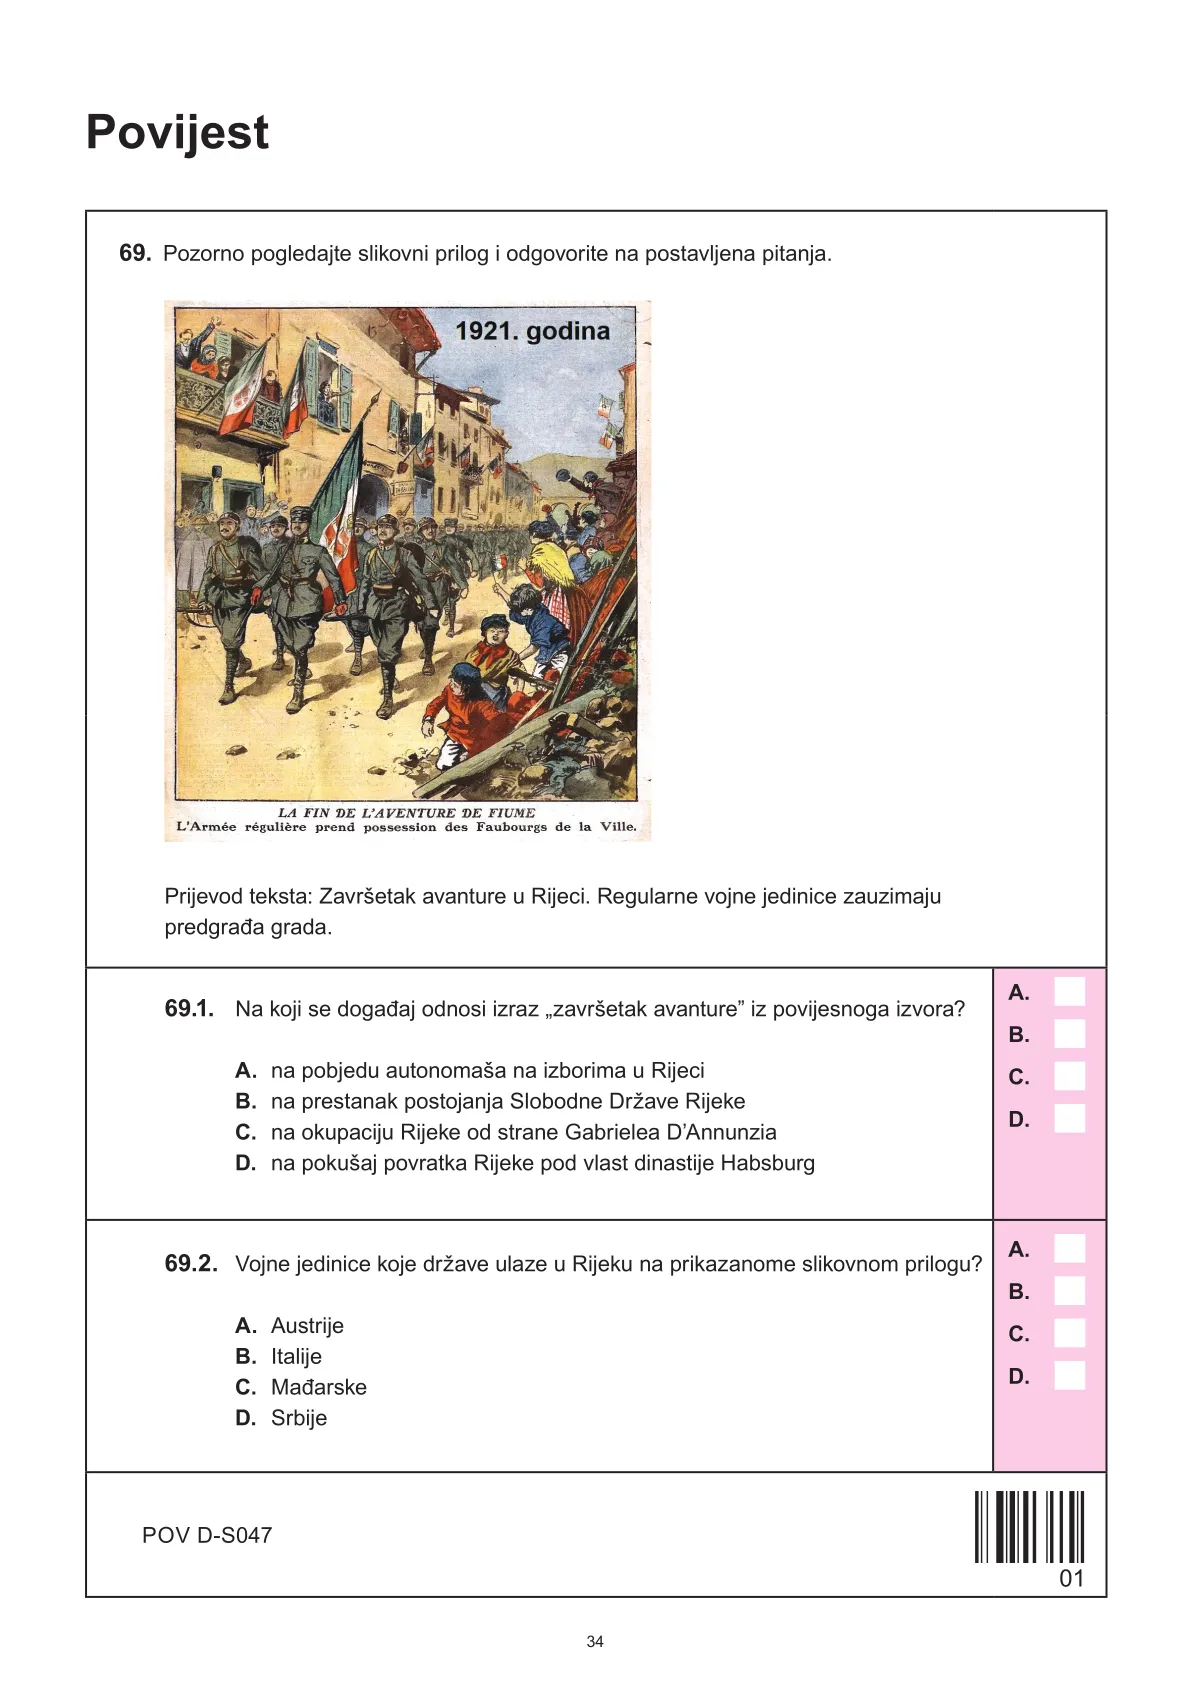 Povijest
69. Pozorno pogledajte slikovni prilog i odgovorite na postavljena pitanja.
1921. godina
LA FIN DE L'AVENTURE DE FIUME
L'Armée régulière prend possession des Faubourgs de la Ville.
Prijevod teksta: Završetak avanture u Rijeci. Regularne vojne jedinice zauzimaju
predgrađa grada.
69.1. Na koji se događaj odnosi izraz „završetak avanture” iz povijesnoga izvora?
A. na pobjedu autonomaša na izborima u Rijeci
B. na prestanak postojanja Slobodne Države Rijeke
C. na okupaciju Rijeke od strane Gabrielea D’Annunzia
D. na pokušaj povratka Rijeke pod vlast dinastije Habsburg
A.
B.
C.
D.
69.2. Vojne jedinice koje države ulaze u Rijeku na prikazanome slikovnom prilogu?
A. Austrije
B. Italije
C. Mađarske
D. Srbije
A.
B.
C.
D.
POV D-S047
01
34